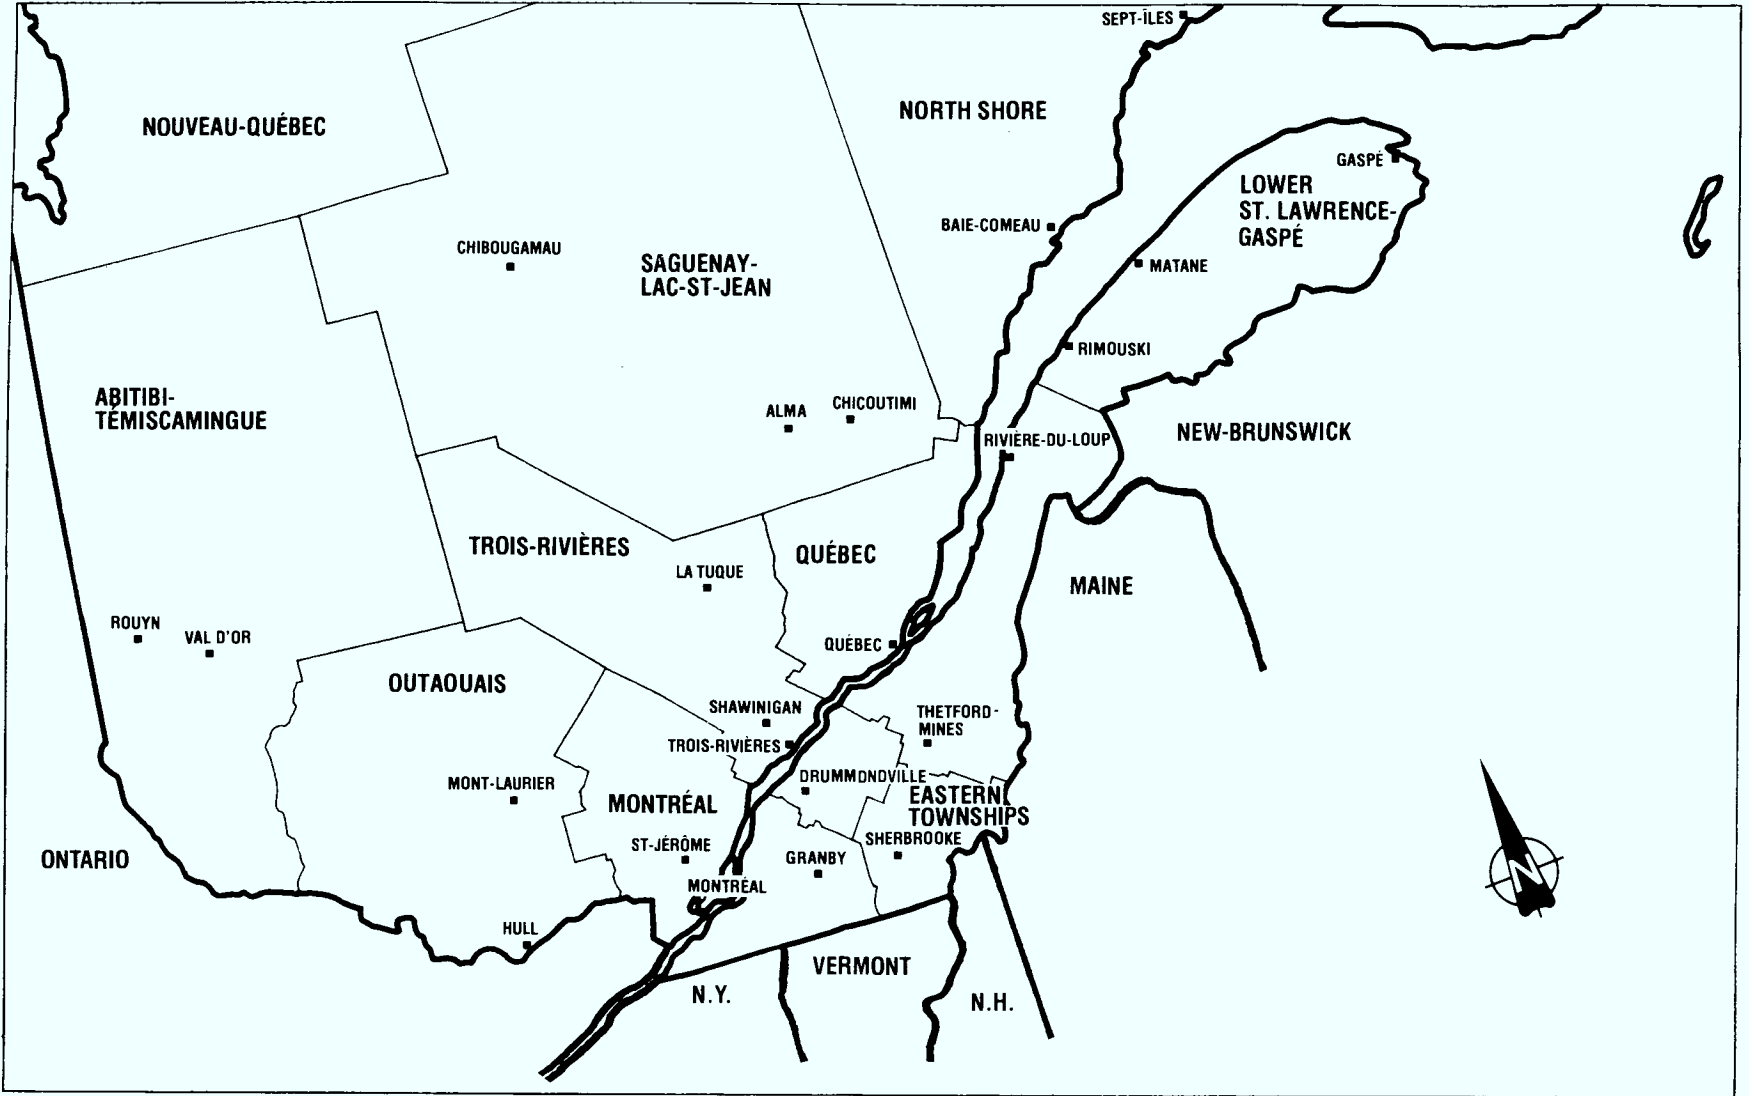 SEPT-ÎLES
NORTH SHORE
NOUVEAU-QUÉBEC
GASPÉ
LOWER
ST. LAWRENCE-
GASPÉ
BAIE-COMEAU
CHIBOUGAMAU
SAGUENAY-
LAC-ST-JEAN
MATANE
RIMOUSKI
ABITIBI-
TÉMISCAMINGUE
ALMA
CHICOUTIMI
RIVIÈRE-DU-LOUP
NEW-BRUNSWICK
TROIS-RIVIÈRES
QUÉBEC
LA TUQUE
MAINE
ROUYN
VAL D'OR
QUÉBEC
OUTAOUAIS
SHAWINIGAN
THETFORD-
MINES
TROIS-RIVIÈRES
MONT-LAURIER
DRUMMONDVILLE
MONTRÉAL
EASTERN
TOWNSHIPS
ST-JÉRÔME
SHERBROOKE
ONTARIO
GRANBY
MONTRÉAL
N
HULL
VERMONT
N.Y.
N.H.